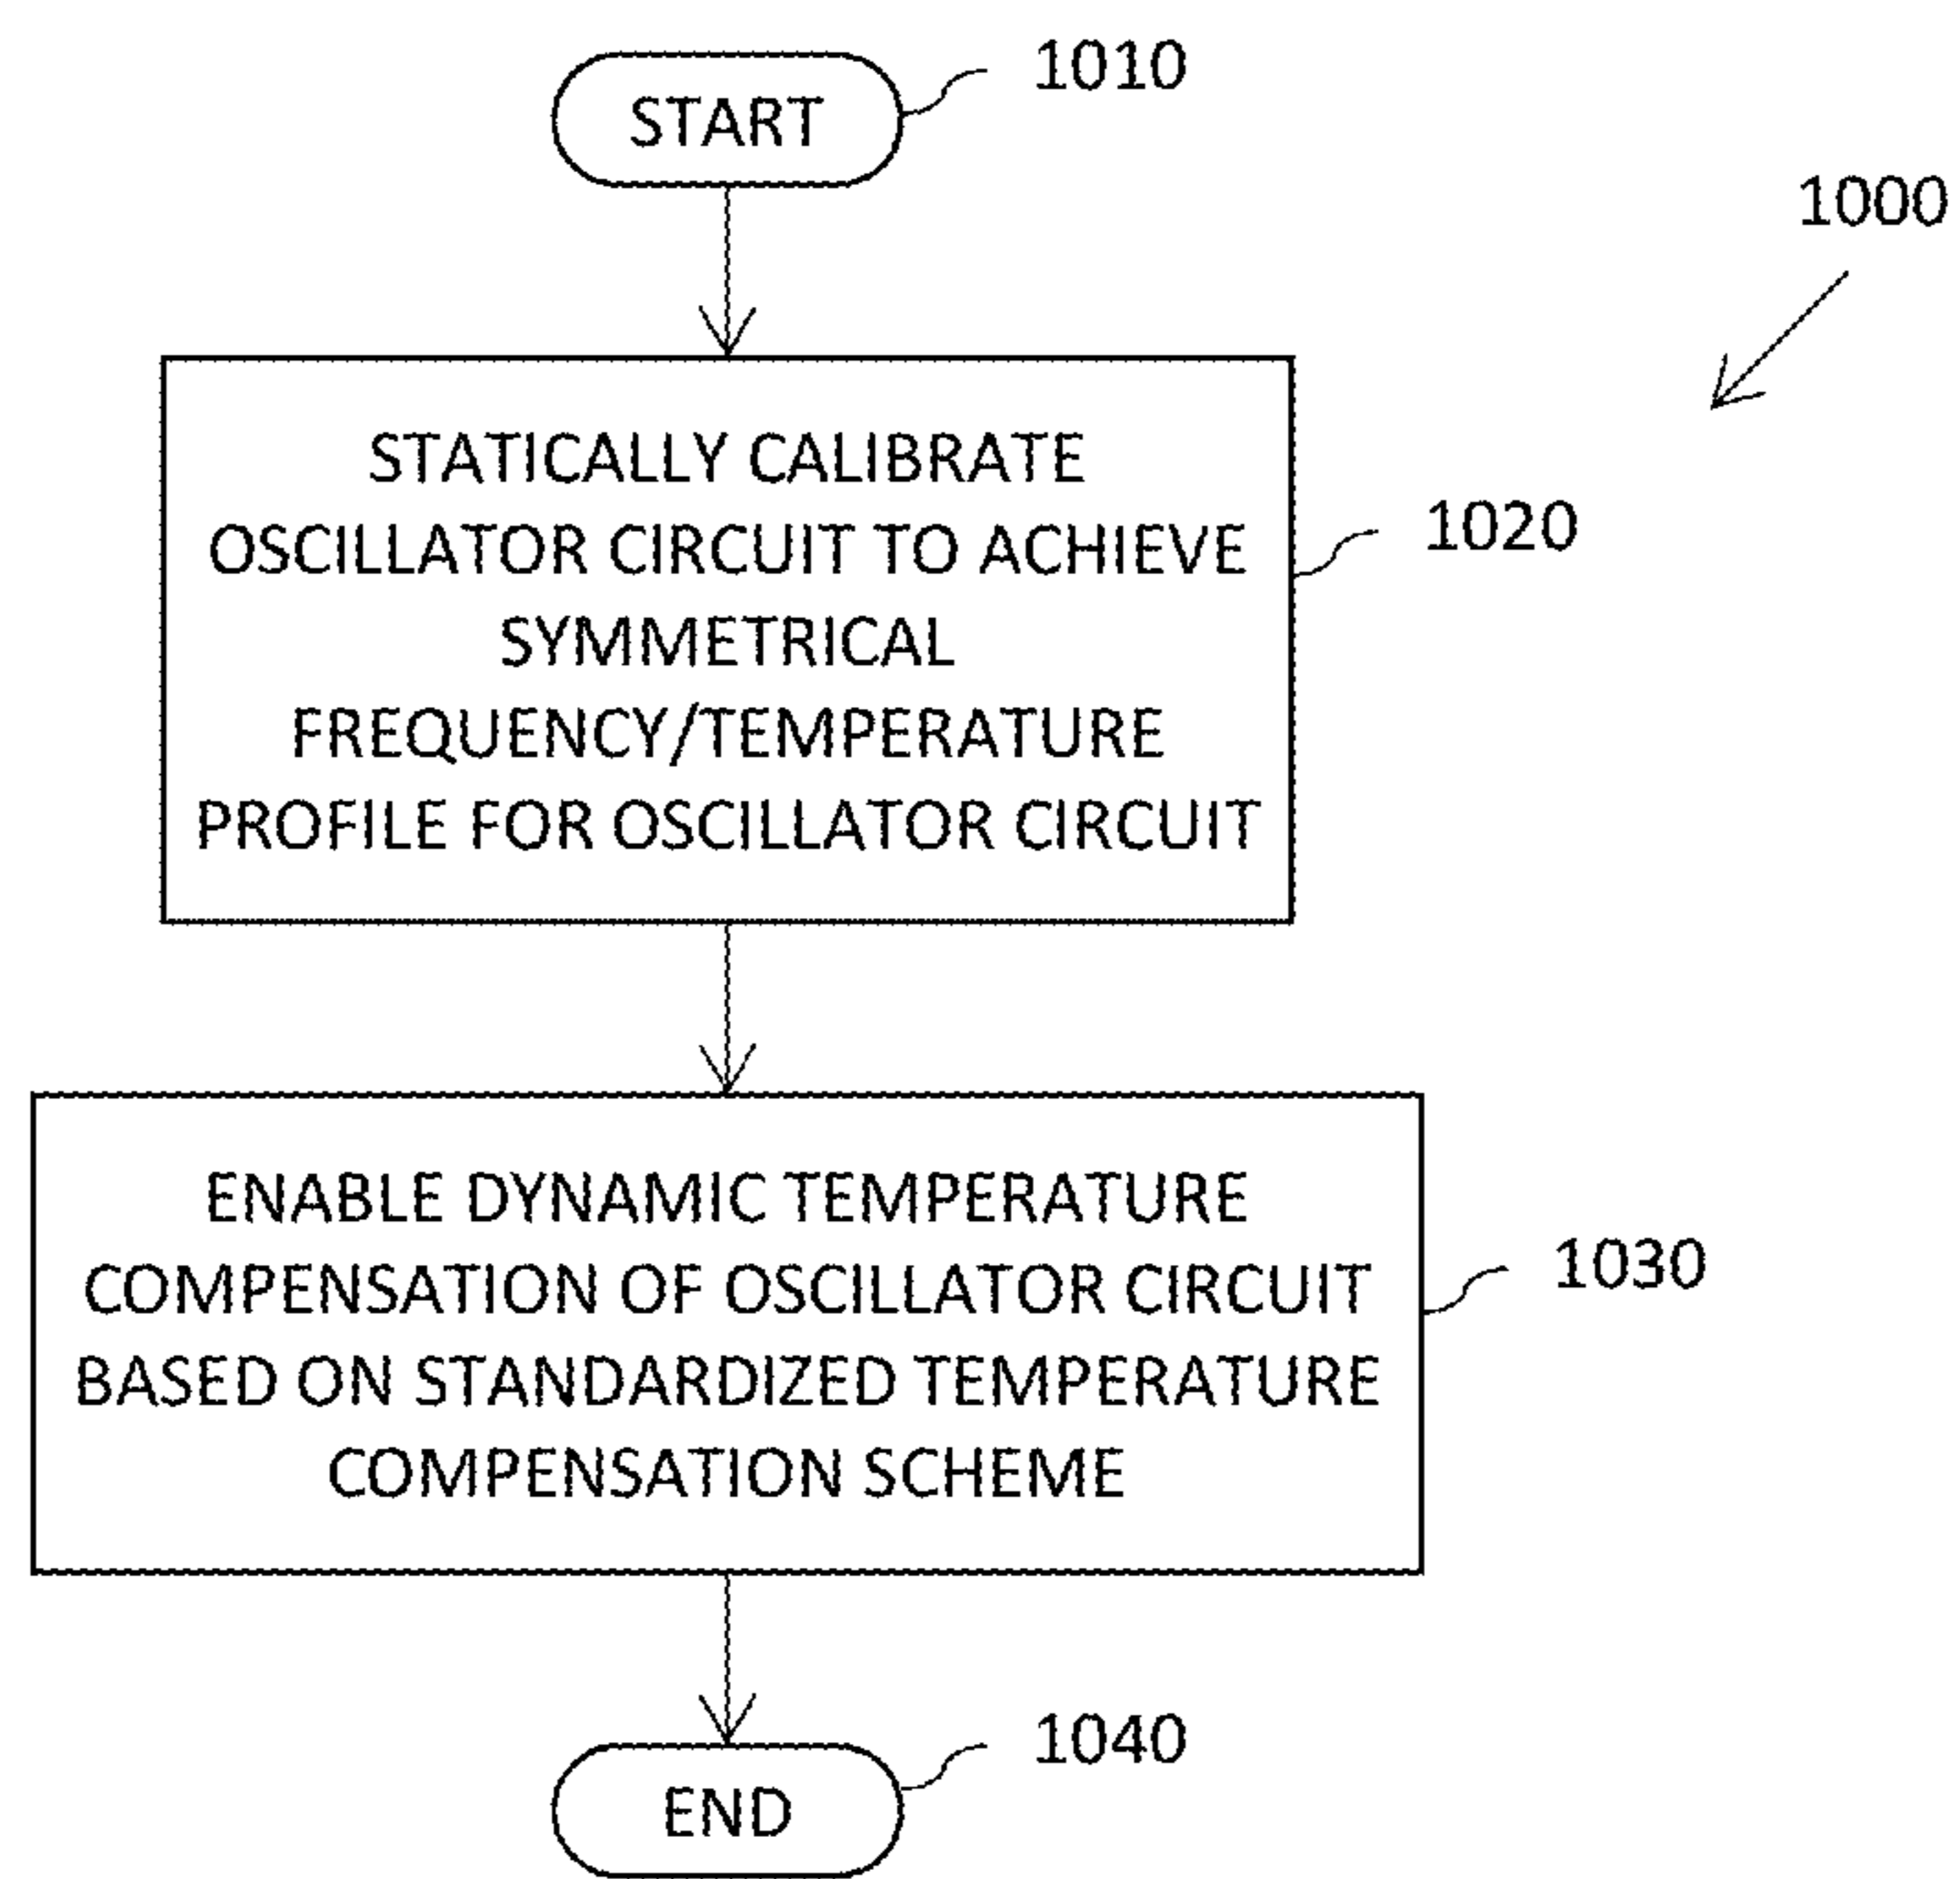 START
1010
1000
STATICALLY CALIBRATE
OSCILLATOR CIRCUIT TO ACHIEVE
SYMMETRICAL
FREQUENCY/TEMPERATURE
PROFILE FOR OSCILLATOR CIRCUIT
1020
ENABLE DYNAMIC TEMPERATURE
COMPENSATION OF OSCILLATOR CIRCUIT
BASED ON STANDARDIZED TEMPERATURE
COMPENSATION SCHEME
1030
END
1040